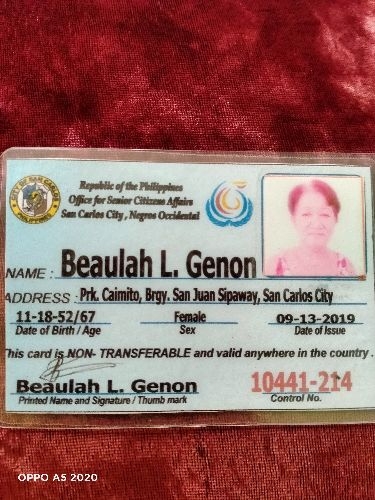 Republic of the Philippines
Office for Senior Citizens Affairs
San Carlos City, Negros Occidental
NAME : Beaulah L. Genon
ADDRESS : Prk. Caimito, Brgy. San Juan Sipaway, San Carlos City
11-18-52/67 Female 09-13-2019
Date of Birth / Age Sex Date of Issue
This card is NON- TRANSFERABLE and valid anywhere in the country .
Beaulah L. Genon 10441-214
Printed Name and Signature / Thumb mark Control No.
OPPO A5 2020